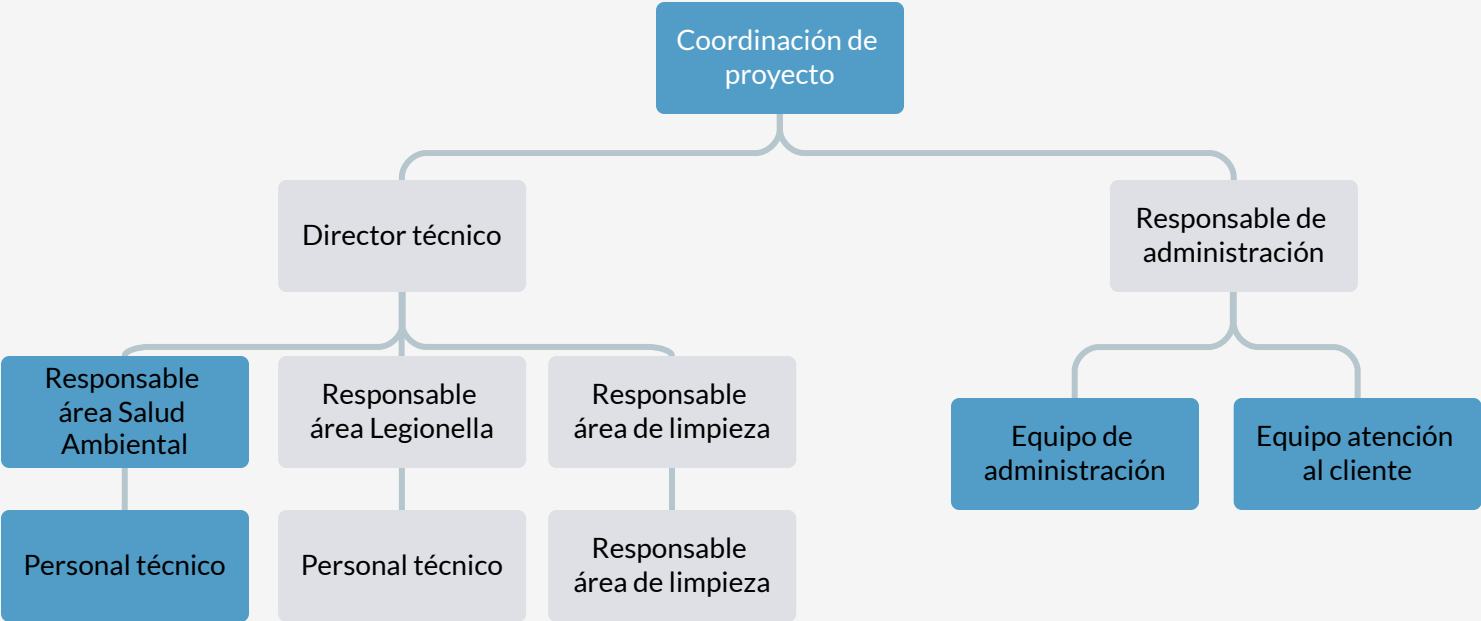 Coordinación de
proyecto
Director técnico
Responsable de
administración
Responsable
área Salud
Ambiental
Responsable
área Legionella
Responsable
área de limpieza
Equipo de
administración
Equipo atención
al cliente
Personal técnico
Personal técnico
Responsable
área de limpieza